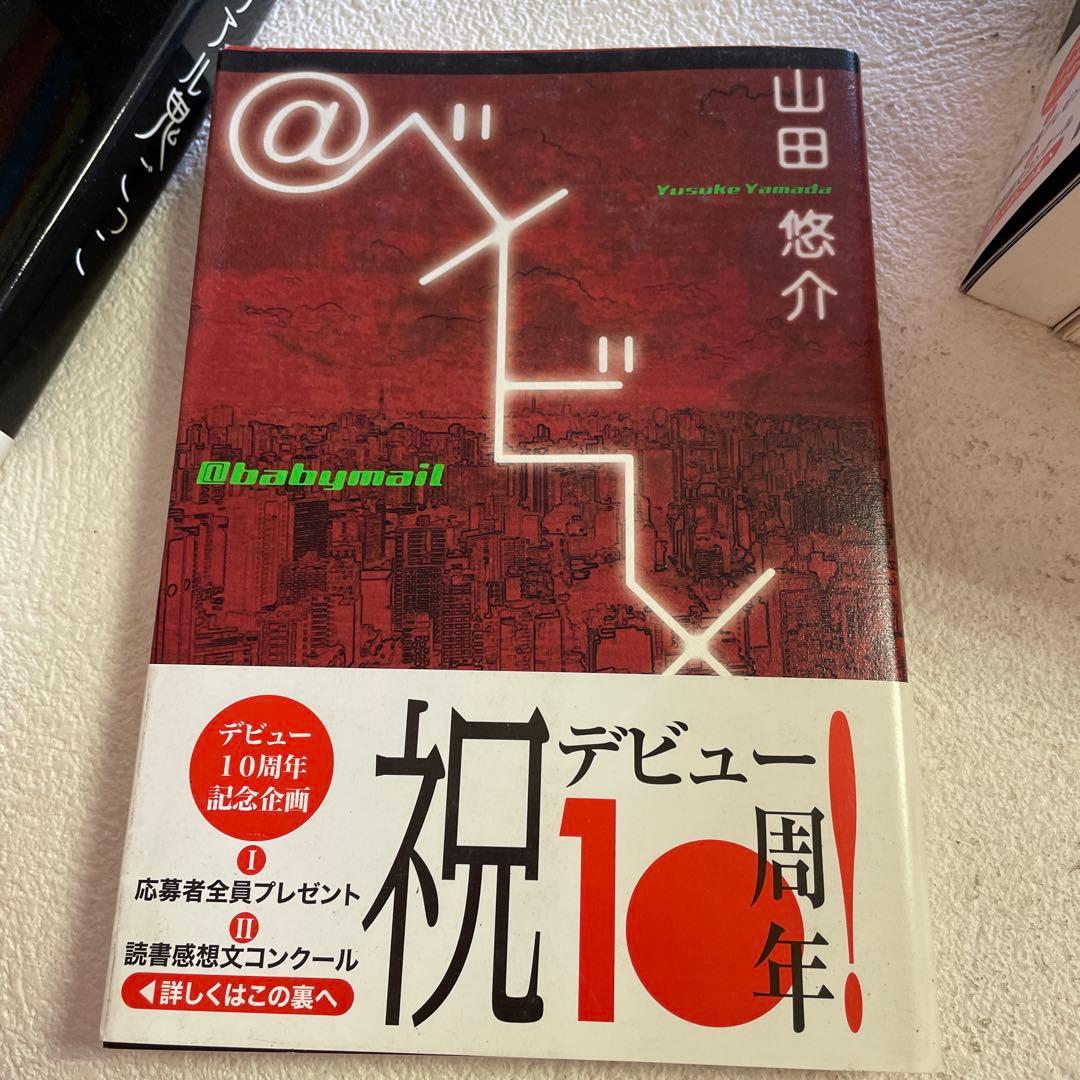 @ベイビーメ
山田悠介
Yusuke Yamada
@babymail
デビュー
10周年
記念企画
I
応募者全員プレゼント
II
読書感想文コンクール
◀詳しくはこの裏へ
祝
デビュー
10周年!